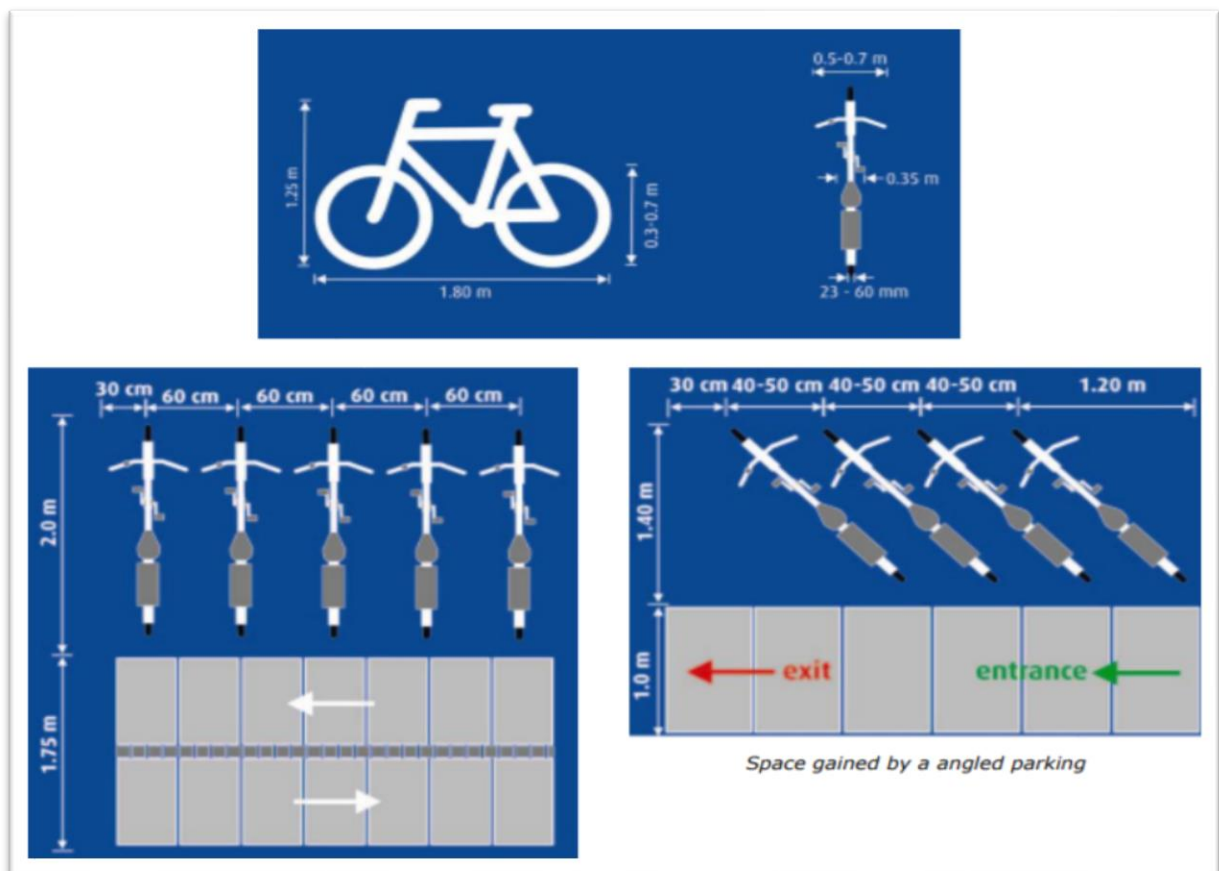 0.5-0.7 m
1.25 m
0.3-0.7 m
0.35 m
1.80 m
23 - 60 mm
30 cm 60 cm 60 cm 60 cm 60 cm
2.0 m
1.75 m
30 cm 40-50 cm 40-50 cm 40-50 cm 1.20 m
1.40 m
1.0 m
exit entrance
Space gained by a angled parking